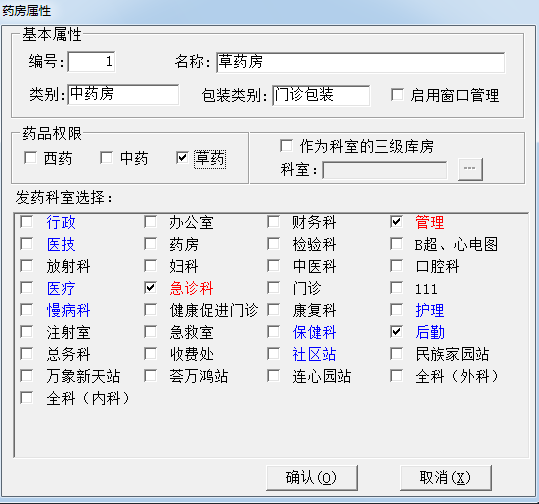 药房属性
基本属性
编号: 1 名称: 草药房
类别: 中药房 包装类别: 门诊包装 启用窗口管理
药品权限
西药 中药 草药
作为科室的三级库房
科室: ...
发药科室选择:
行政 办公室 财务科 管理
医技 药房 检验科 B超、心电图
放射科 妇科 中医科 口腔科
医疗 急诊科 门诊 111
慢病科 健康促进门诊 康复科 护理
注射室 急救室 保健科 后勤
总务科 收费处 社区站 民族家园站
万象新天站 荟万鸿站 连心园站 全科（外科）
全科（内科）
确认(O) 取消(X)